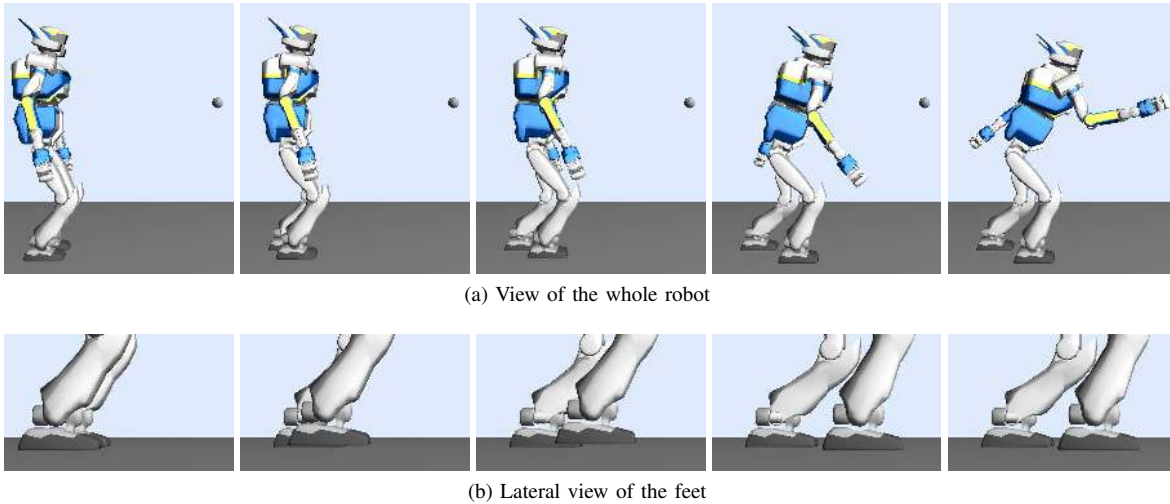 (a) View of the whole robot
(b) Lateral view of the feet